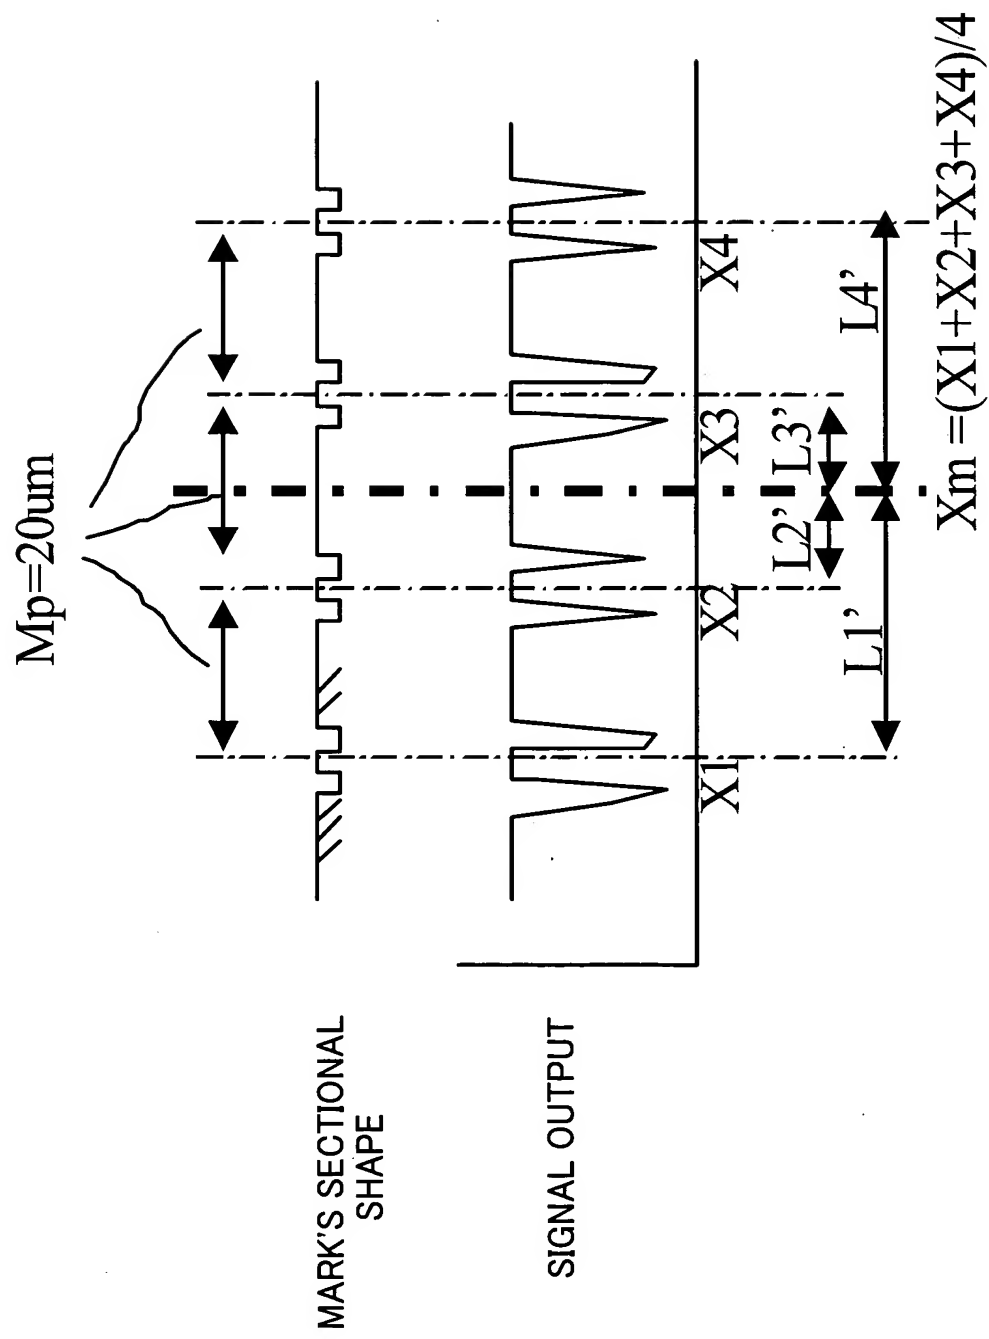 Mp=20um
MARK'S SECTIONAL
SHAPE
SIGNAL OUTPUT
X1
X2
X3
X4
L2'
L3'
L1'
L4'
Xm =(X1+X2+X3+X4)/4